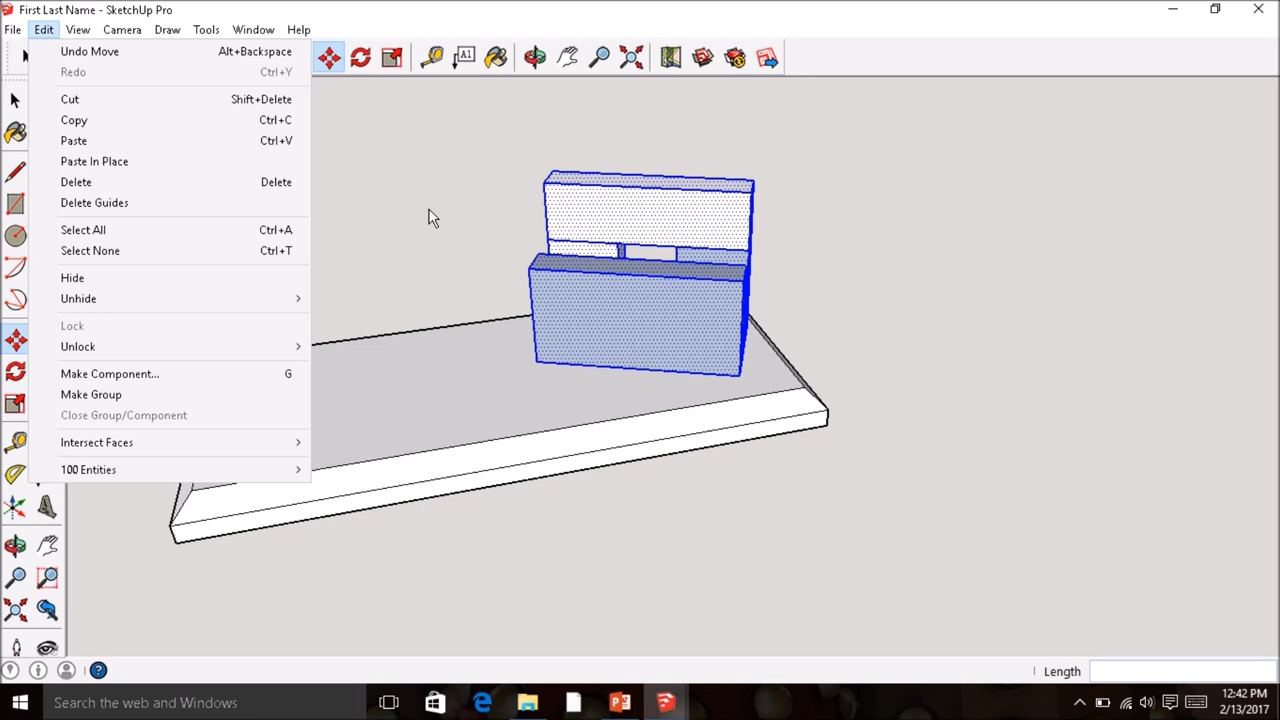 First Last Name - SketchUp Pro
File Edit View Camera Draw Tools Window Help
Undo Move Alt+Backspace
Redo Ctrl+Y
Cut Shift+Delete
Copy Ctrl+C
Paste Ctrl+V
Paste In Place
Delete Delete
Delete Guides
Select All Ctrl+A
Select None Ctrl+T
Hide
Unhide
Lock
Unlock
Make Component... G
Make Group
Close Group/Component
Intersect Faces
100 Entities
A1
Length
Search the web and Windows
12:42 PM
2/13/2017